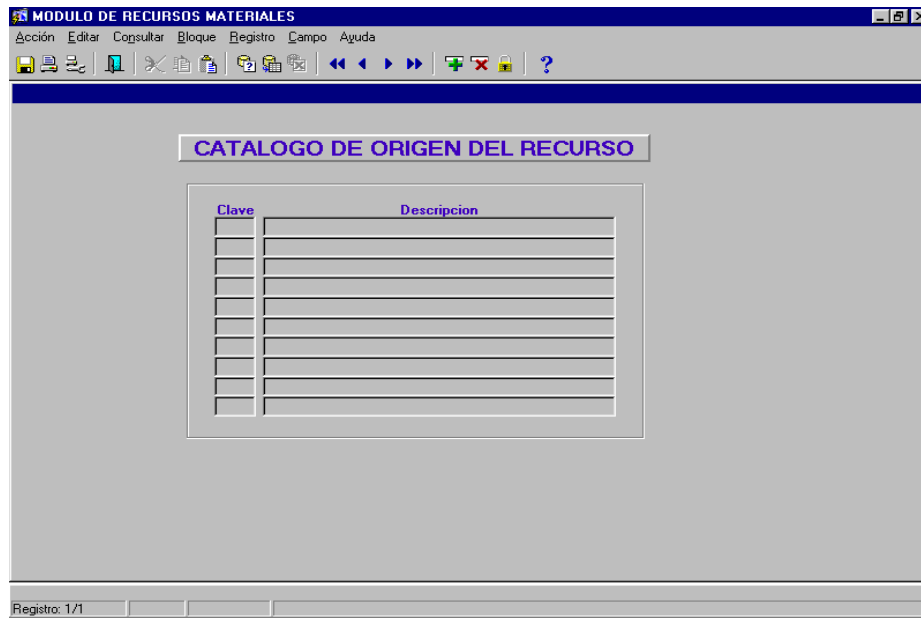 MODULO DE RECURSOS MATERIALES
Acción Editar Consultar Bloque Registro Campo Ayuda
?
CATALOGO DE ORIGEN DEL RECURSO
Clave Descripcion
Registro: 1/1